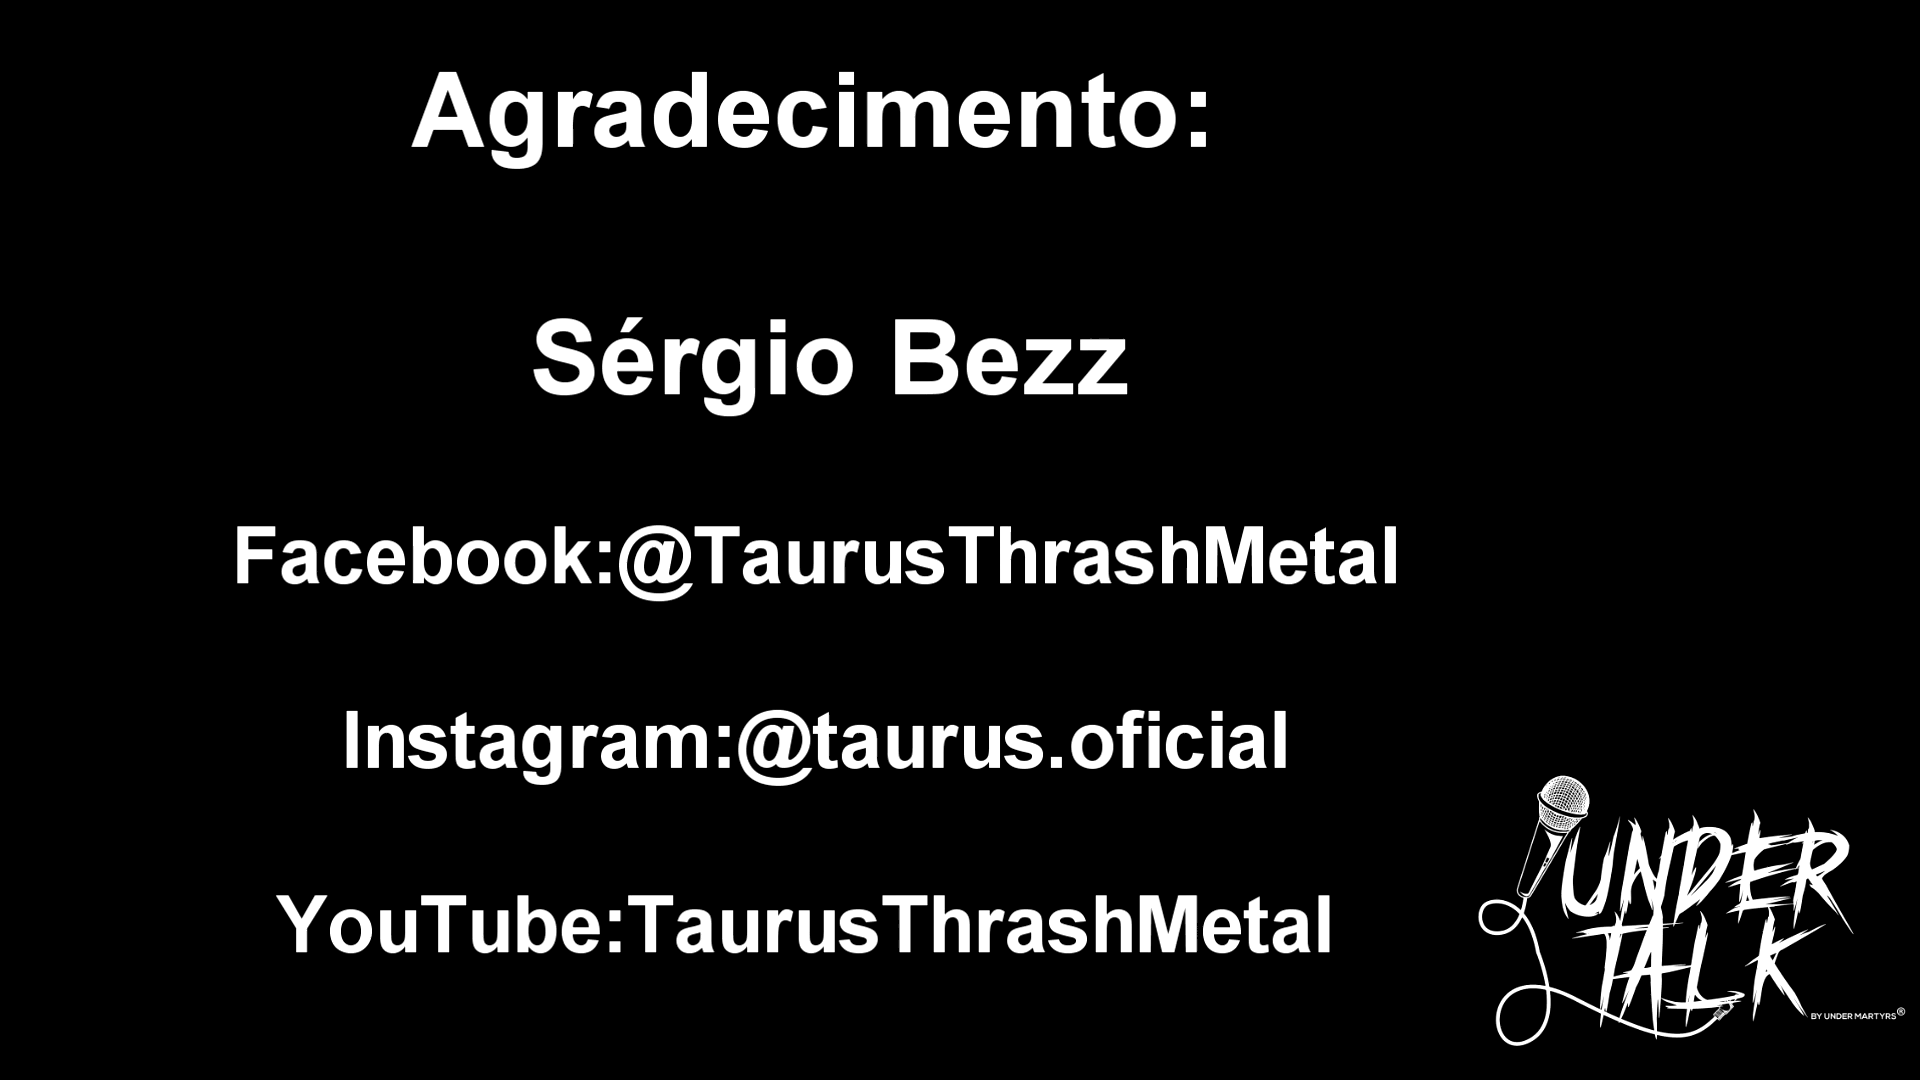 Agradecimento:
Sérgio Bezz
Facebook:@TaurusThrashMetal
Instagram:@taurus.oficial
YouTube:TaurusThrashMetal
UNDER
TALK
BY UNDER MARTYRS®